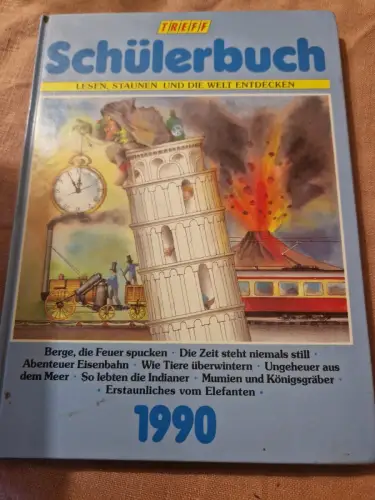 TREFF
Schülerbuch
LESEN, STAUNEN UND DIE WELT ENTDECKEN
Berge, die Feuer spucken · Die Zeit steht niemals still ·
Abenteuer Eisenbahn · Wie Tiere überwintern · Ungeheuer aus
dem Meer · So lebten die Indianer · Mumien und Königsgräber ·
· Erstaunliches vom Elefanten ·
1990